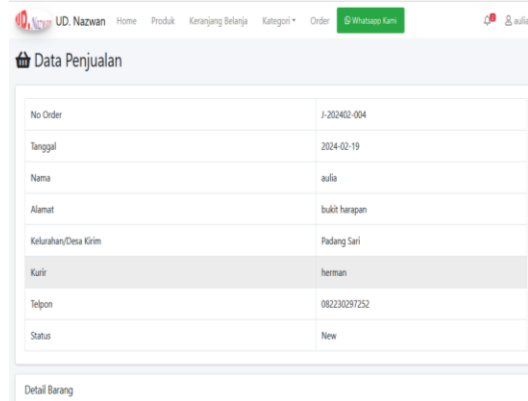 UD. Nazwan UD. Nazwan Home Produk Keranjang Belanja Kategori Order Whatsapp Kami aulia
Data Penjualan
No Order J-202402-004
Tanggal 2024-02-19
Nama aulia
Alamat bukit harapan
Kelurahan/Desa Kirim Padang Sari
Kurir herman
Telpon 082230297252
Status New
Detail Barang